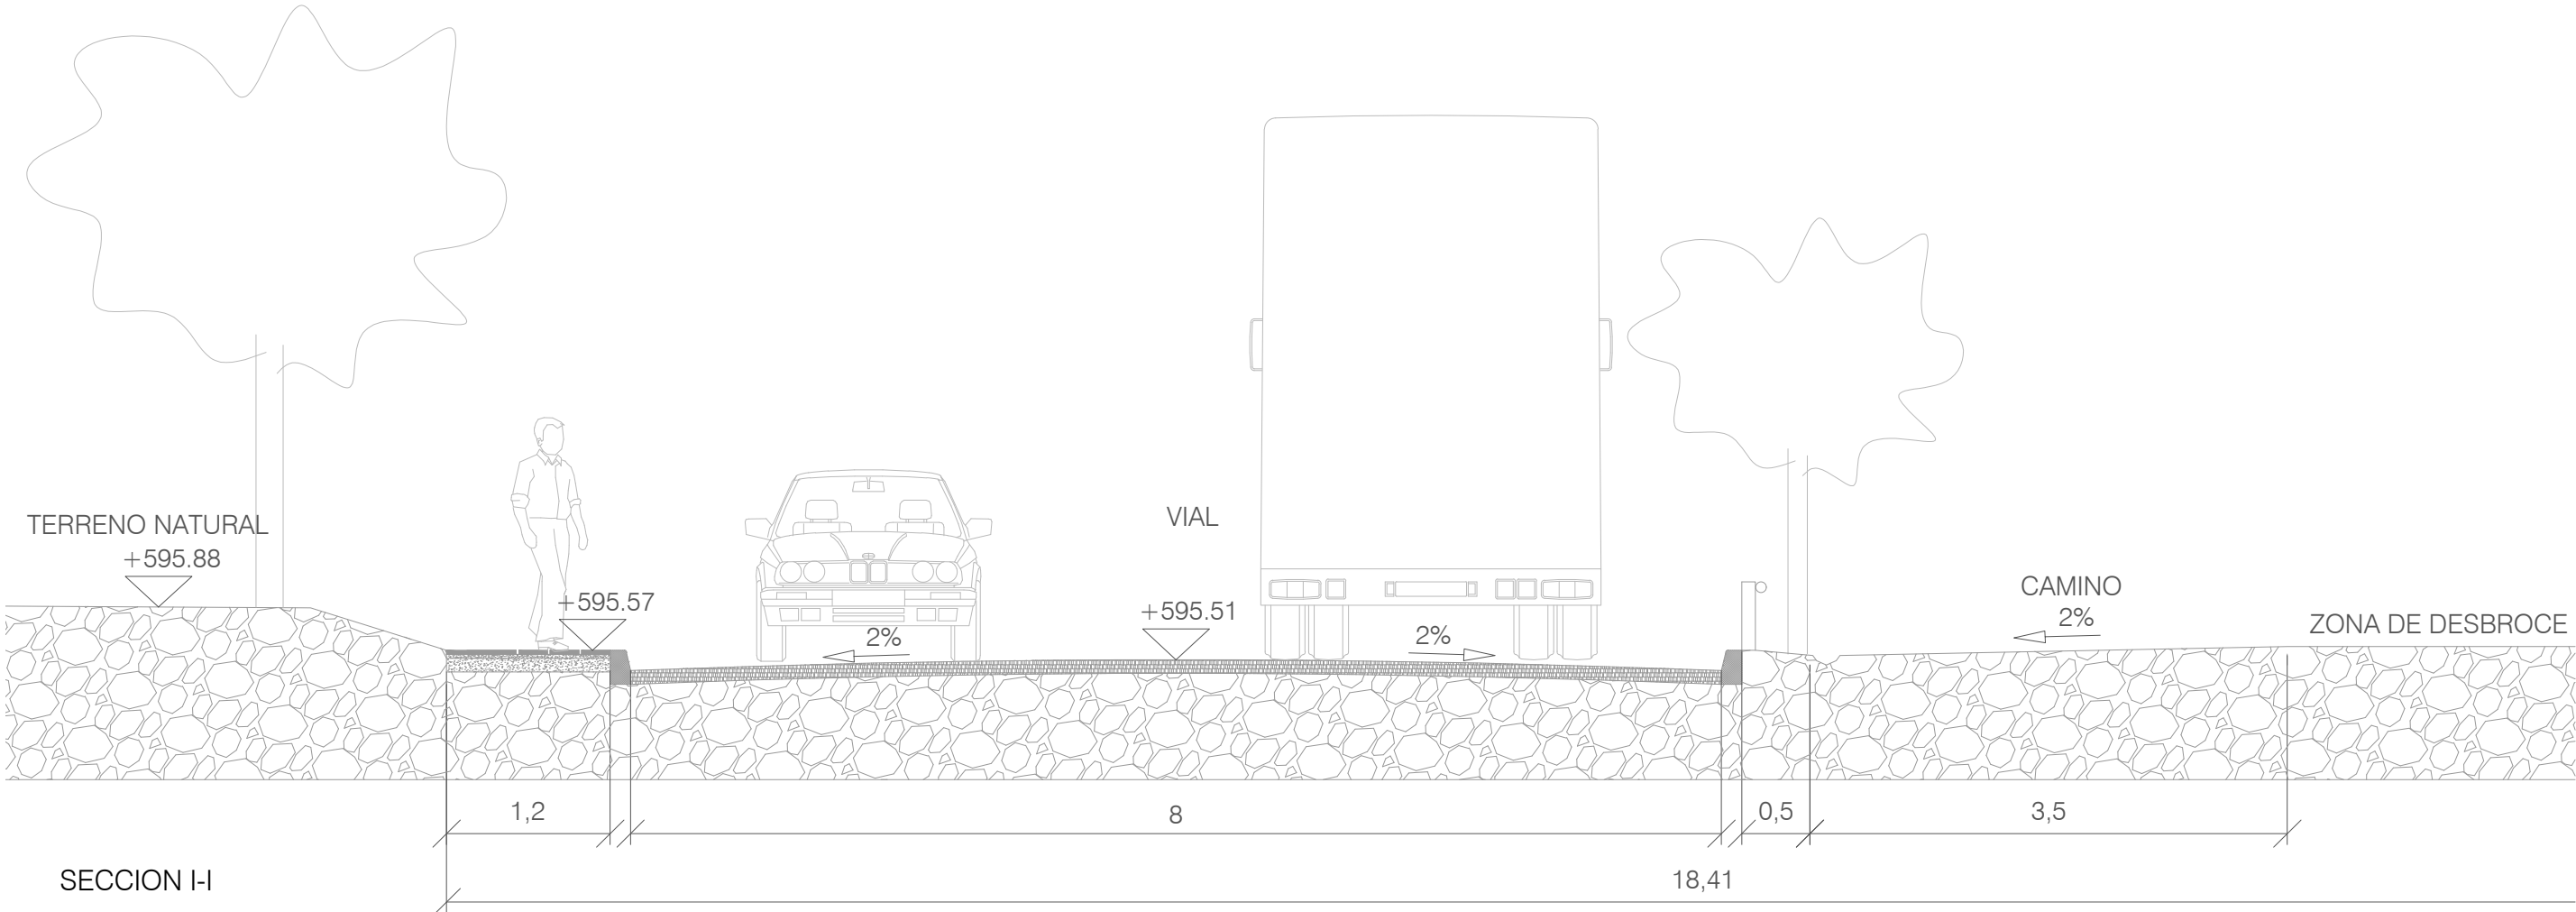 TERRENO NATURAL
+595.88
+595.57
2%
VIAL
+595.51
2%
CAMINO
2%
ZONA DE DESBROCE
1,2
8
0,5
3,5
18,41
SECCION I-I